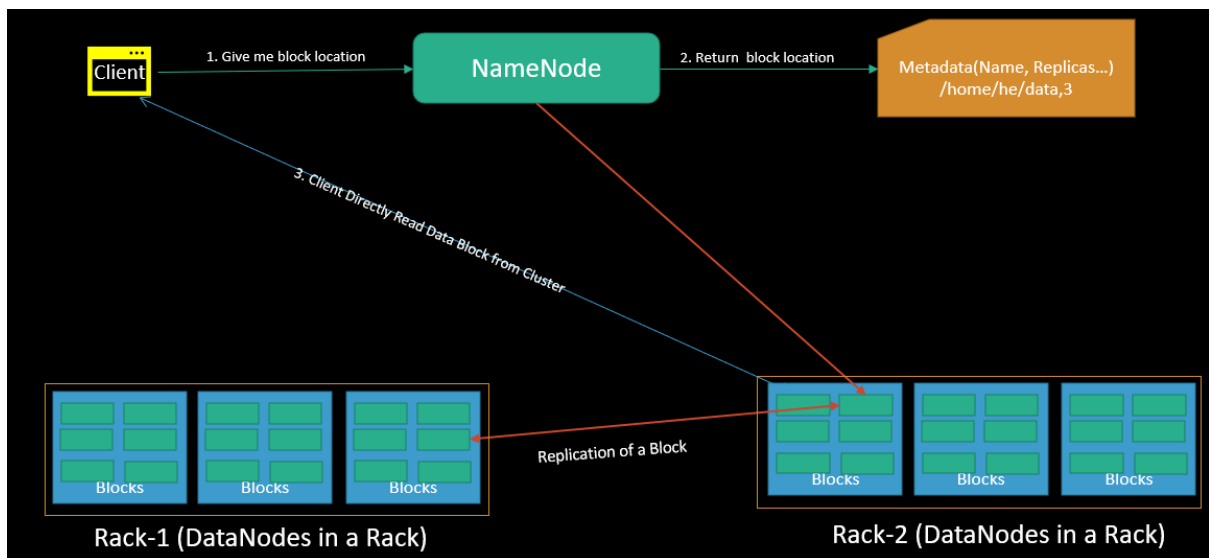 Client
1. Give me block location
NameNode
2. Return block location
Metadata(Name, Replicas...)
/home/he/data,3
3. Client Directly Read Data Block from Cluster
Blocks
Blocks
Blocks
Replication of a Block
Blocks
Blocks
Blocks
Rack-1 (DataNodes in a Rack)
Rack-2 (DataNodes in a Rack)